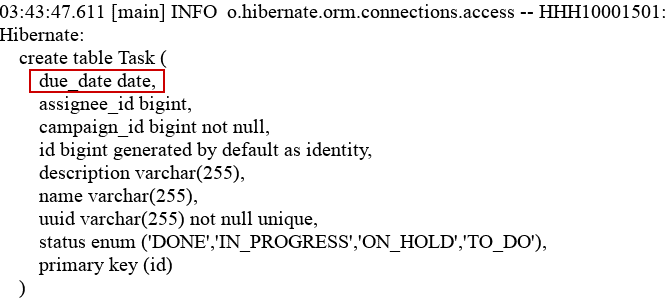 03:43:47.611 [main] INFO  o.hibernate.orm.connections.access -- HHH10001501:
Hibernate:
    create table Task (
        due_date date,
        assignee_id bigint,
        campaign_id bigint not null,
        id bigint generated by default as identity,
        description varchar(255),
        name varchar(255),
        uuid varchar(255) not null unique,
        status enum ('DONE','IN_PROGRESS','ON_HOLD','TO_DO'),
        primary key (id)
    )